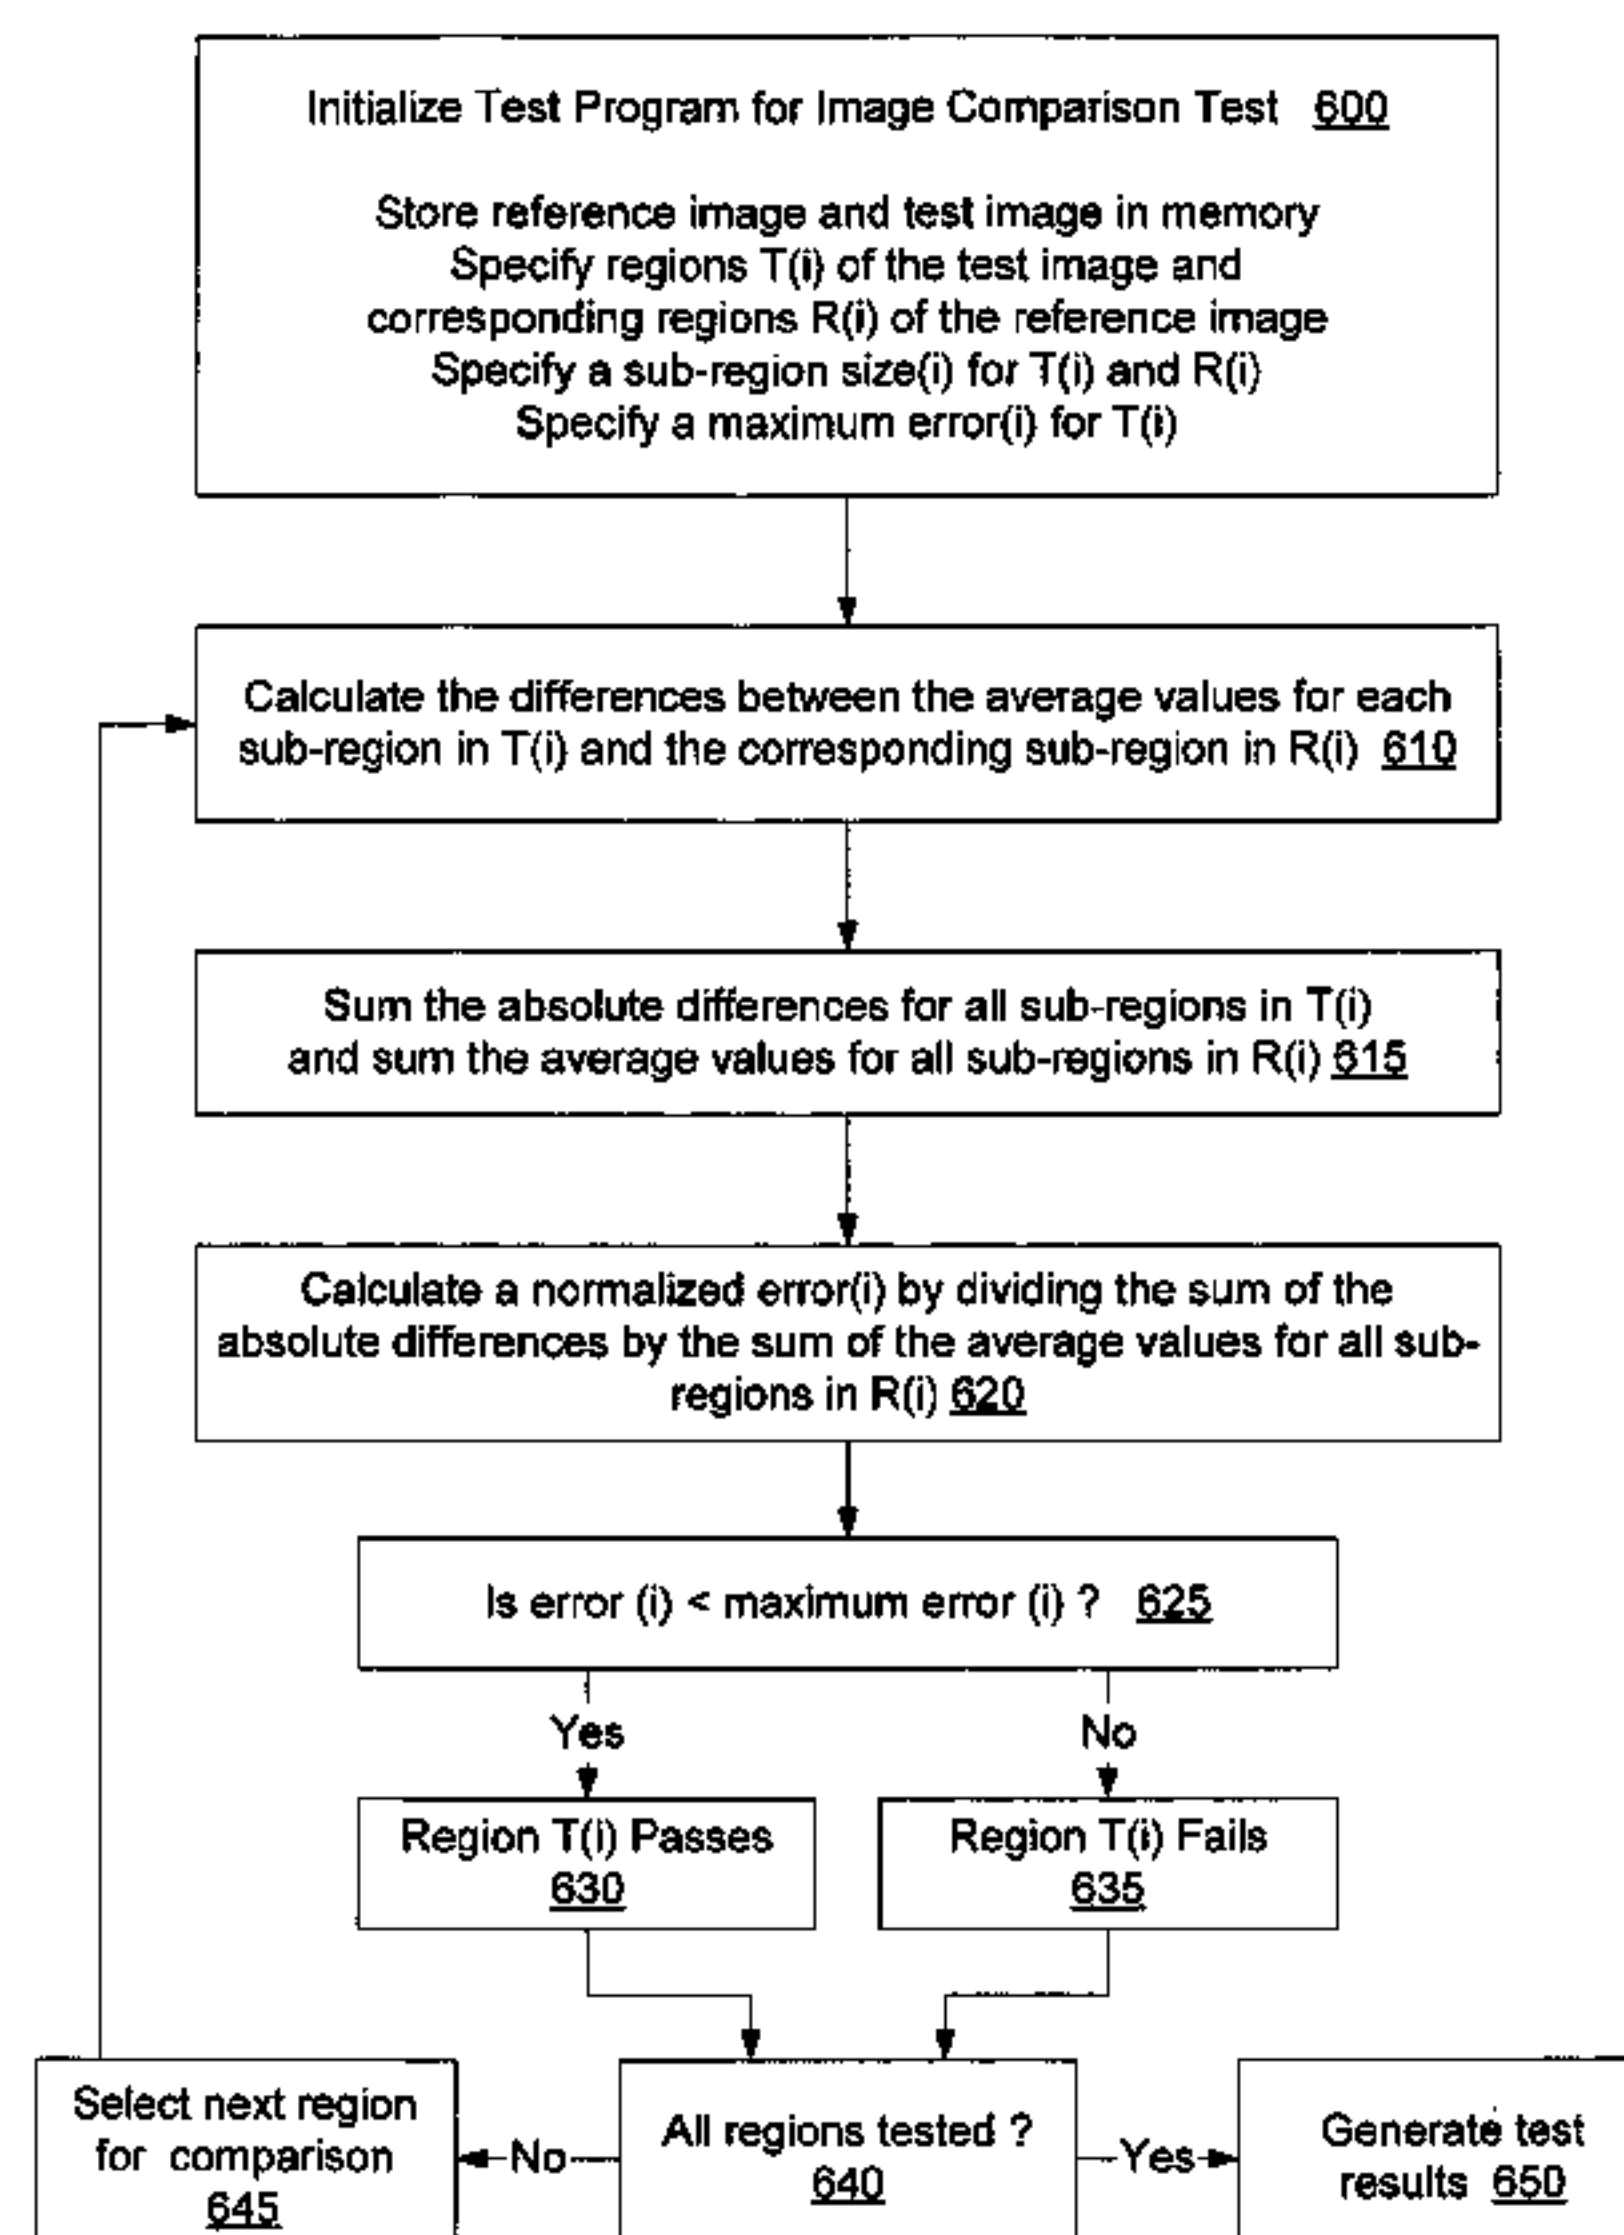 Initialize Test Program for Image Comparison Test 600
Store reference image and test image in memory
Specify regions T(i) of the test image and
corresponding regions R(i) of the reference image
Specify a sub-region size(i) for T(i) and R(i)
Specify a maximum error(i) for T(i)
Calculate the differences between the average values for each
sub-region in T(i) and the corresponding sub-region in R(i) 610
Sum the absolute differences for all sub-regions in T(i)
and sum the average values for all sub-regions in R(i) 615
Calculate a normalized error(i) by dividing the sum of the
absolute differences by the sum of the average values for all sub-
regions in R(i) 620
Is error (i) < maximum error (i) ? 625
Yes
No
Region T(i) Passes
630
Region T(i) Fails
635
Select next region
for comparison
645
No
All regions tested ?
640
Yes
Generate test
results 650